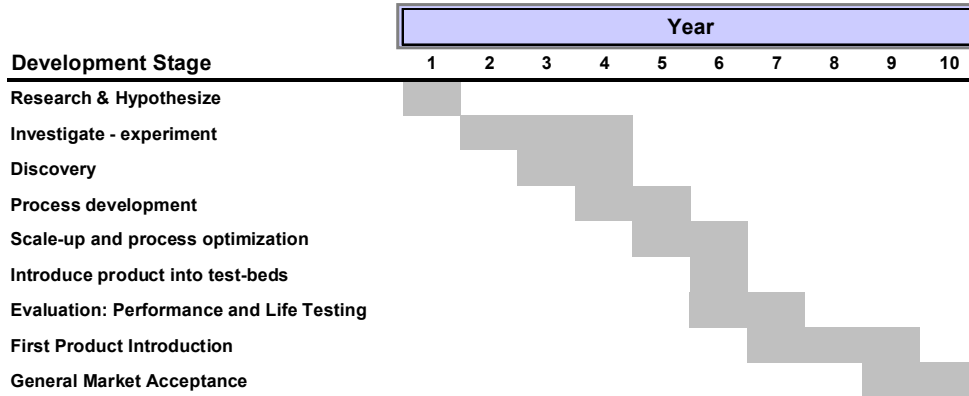 Year
Development Stage 1 2 3 4 5 6 7 8 9 10
Research & Hypothesize
Investigate - experiment
Discovery
Process development
Scale-up and process optimization
Introduce product into test-beds
Evaluation: Performance and Life Testing
First Product Introduction
General Market Acceptance